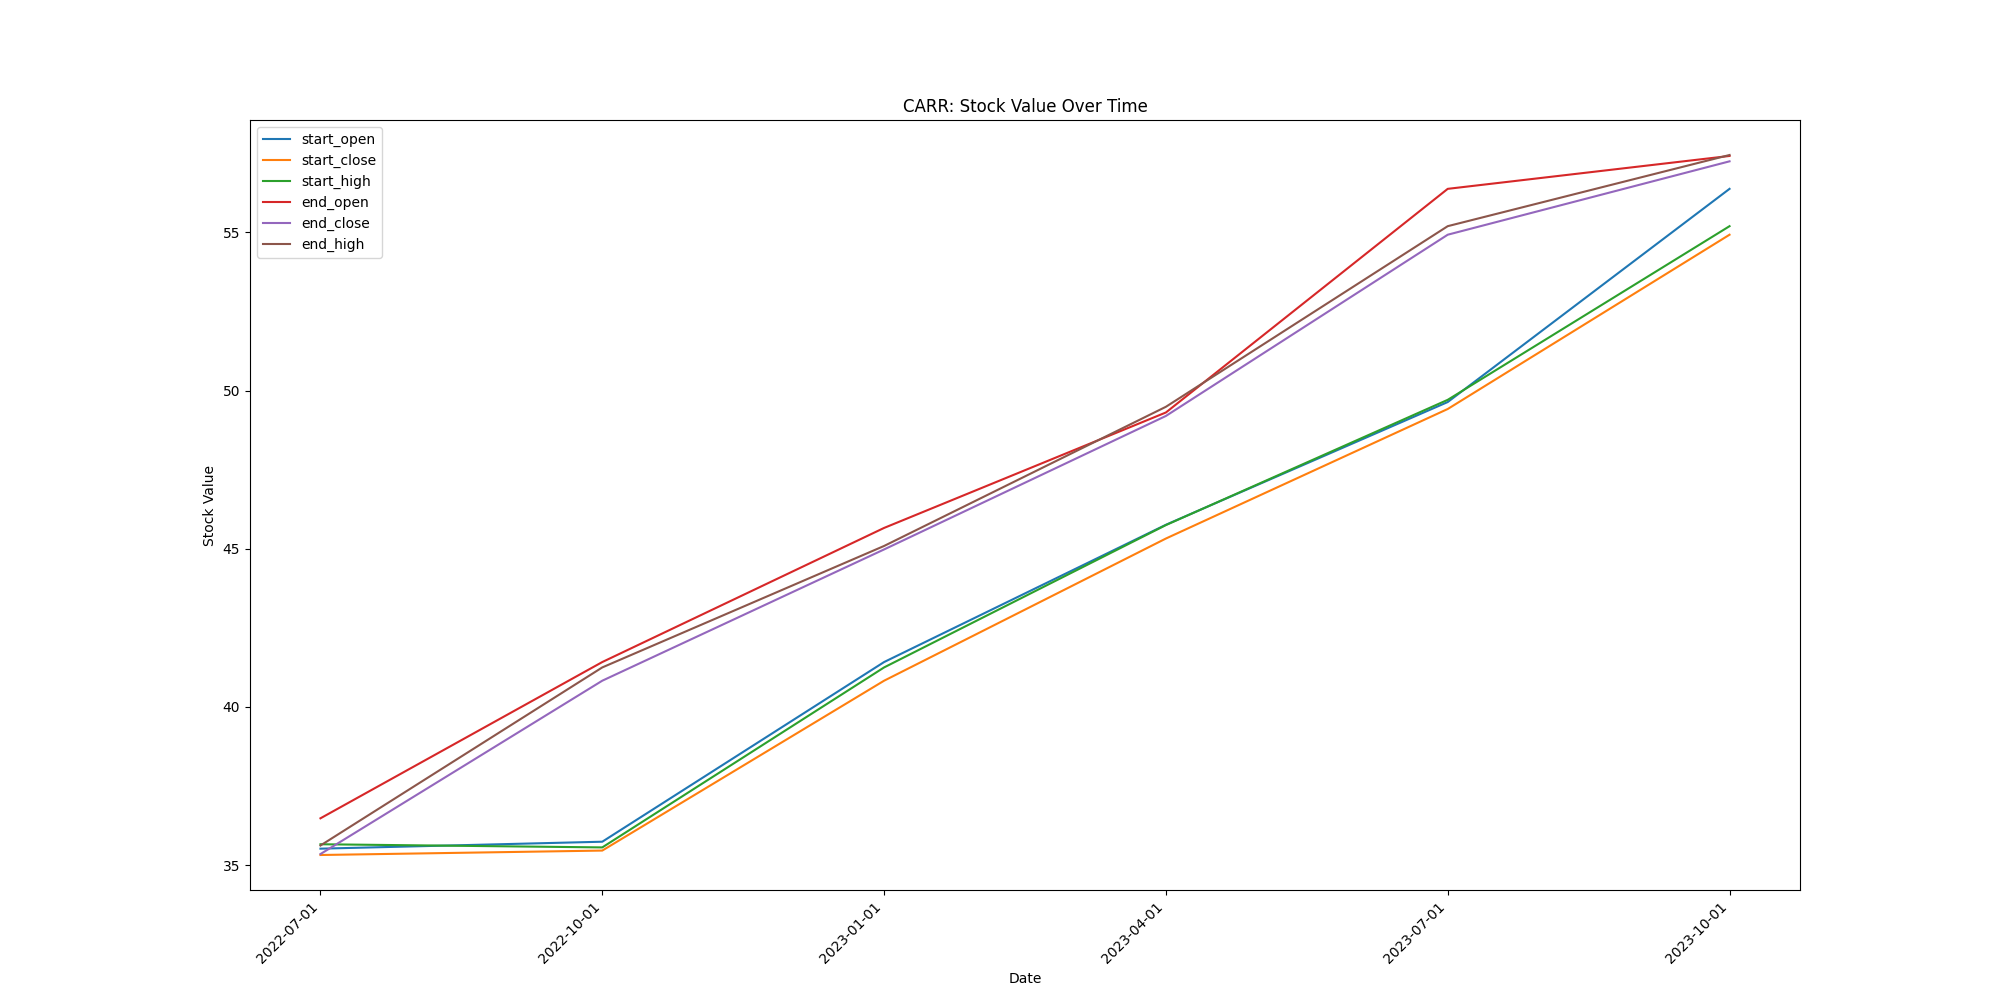 CARR: Stock Value Over Time
start_open
start_close
start_high
end_open
end_close
end_high
Stock Value
55
50
45
40
35
2022-07-01
2022-10-01
2023-01-01
2023-04-01
2023-07-01
2023-10-01
Date